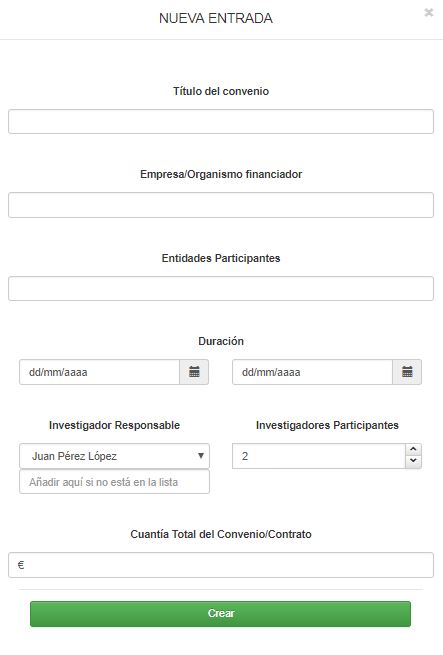 NUEVA ENTRADA
×
Título del convenio
Empresa/Organismo financiador
Entidades Participantes
Duración
dd/mm/aaaa dd/mm/aaaa
Investigador Responsable Investigadores Participantes
Juan Pérez López 2
Añadir aquí si no está en la lista
Cuantía Total del Convenio/Contrato
€
Crear